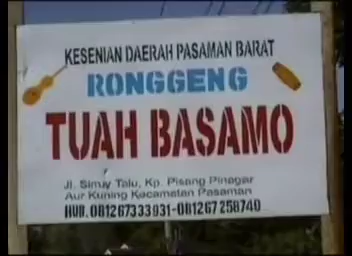 KESENIAN DAERAH PASAMAN BARAT
RONGGENG
TUAH BASAMO
Jl. Simpy Talu, Kp. Pisang Pinagar
Aur Kuning Kecamatan Pasaman
HUB. 081267333931-081267258740